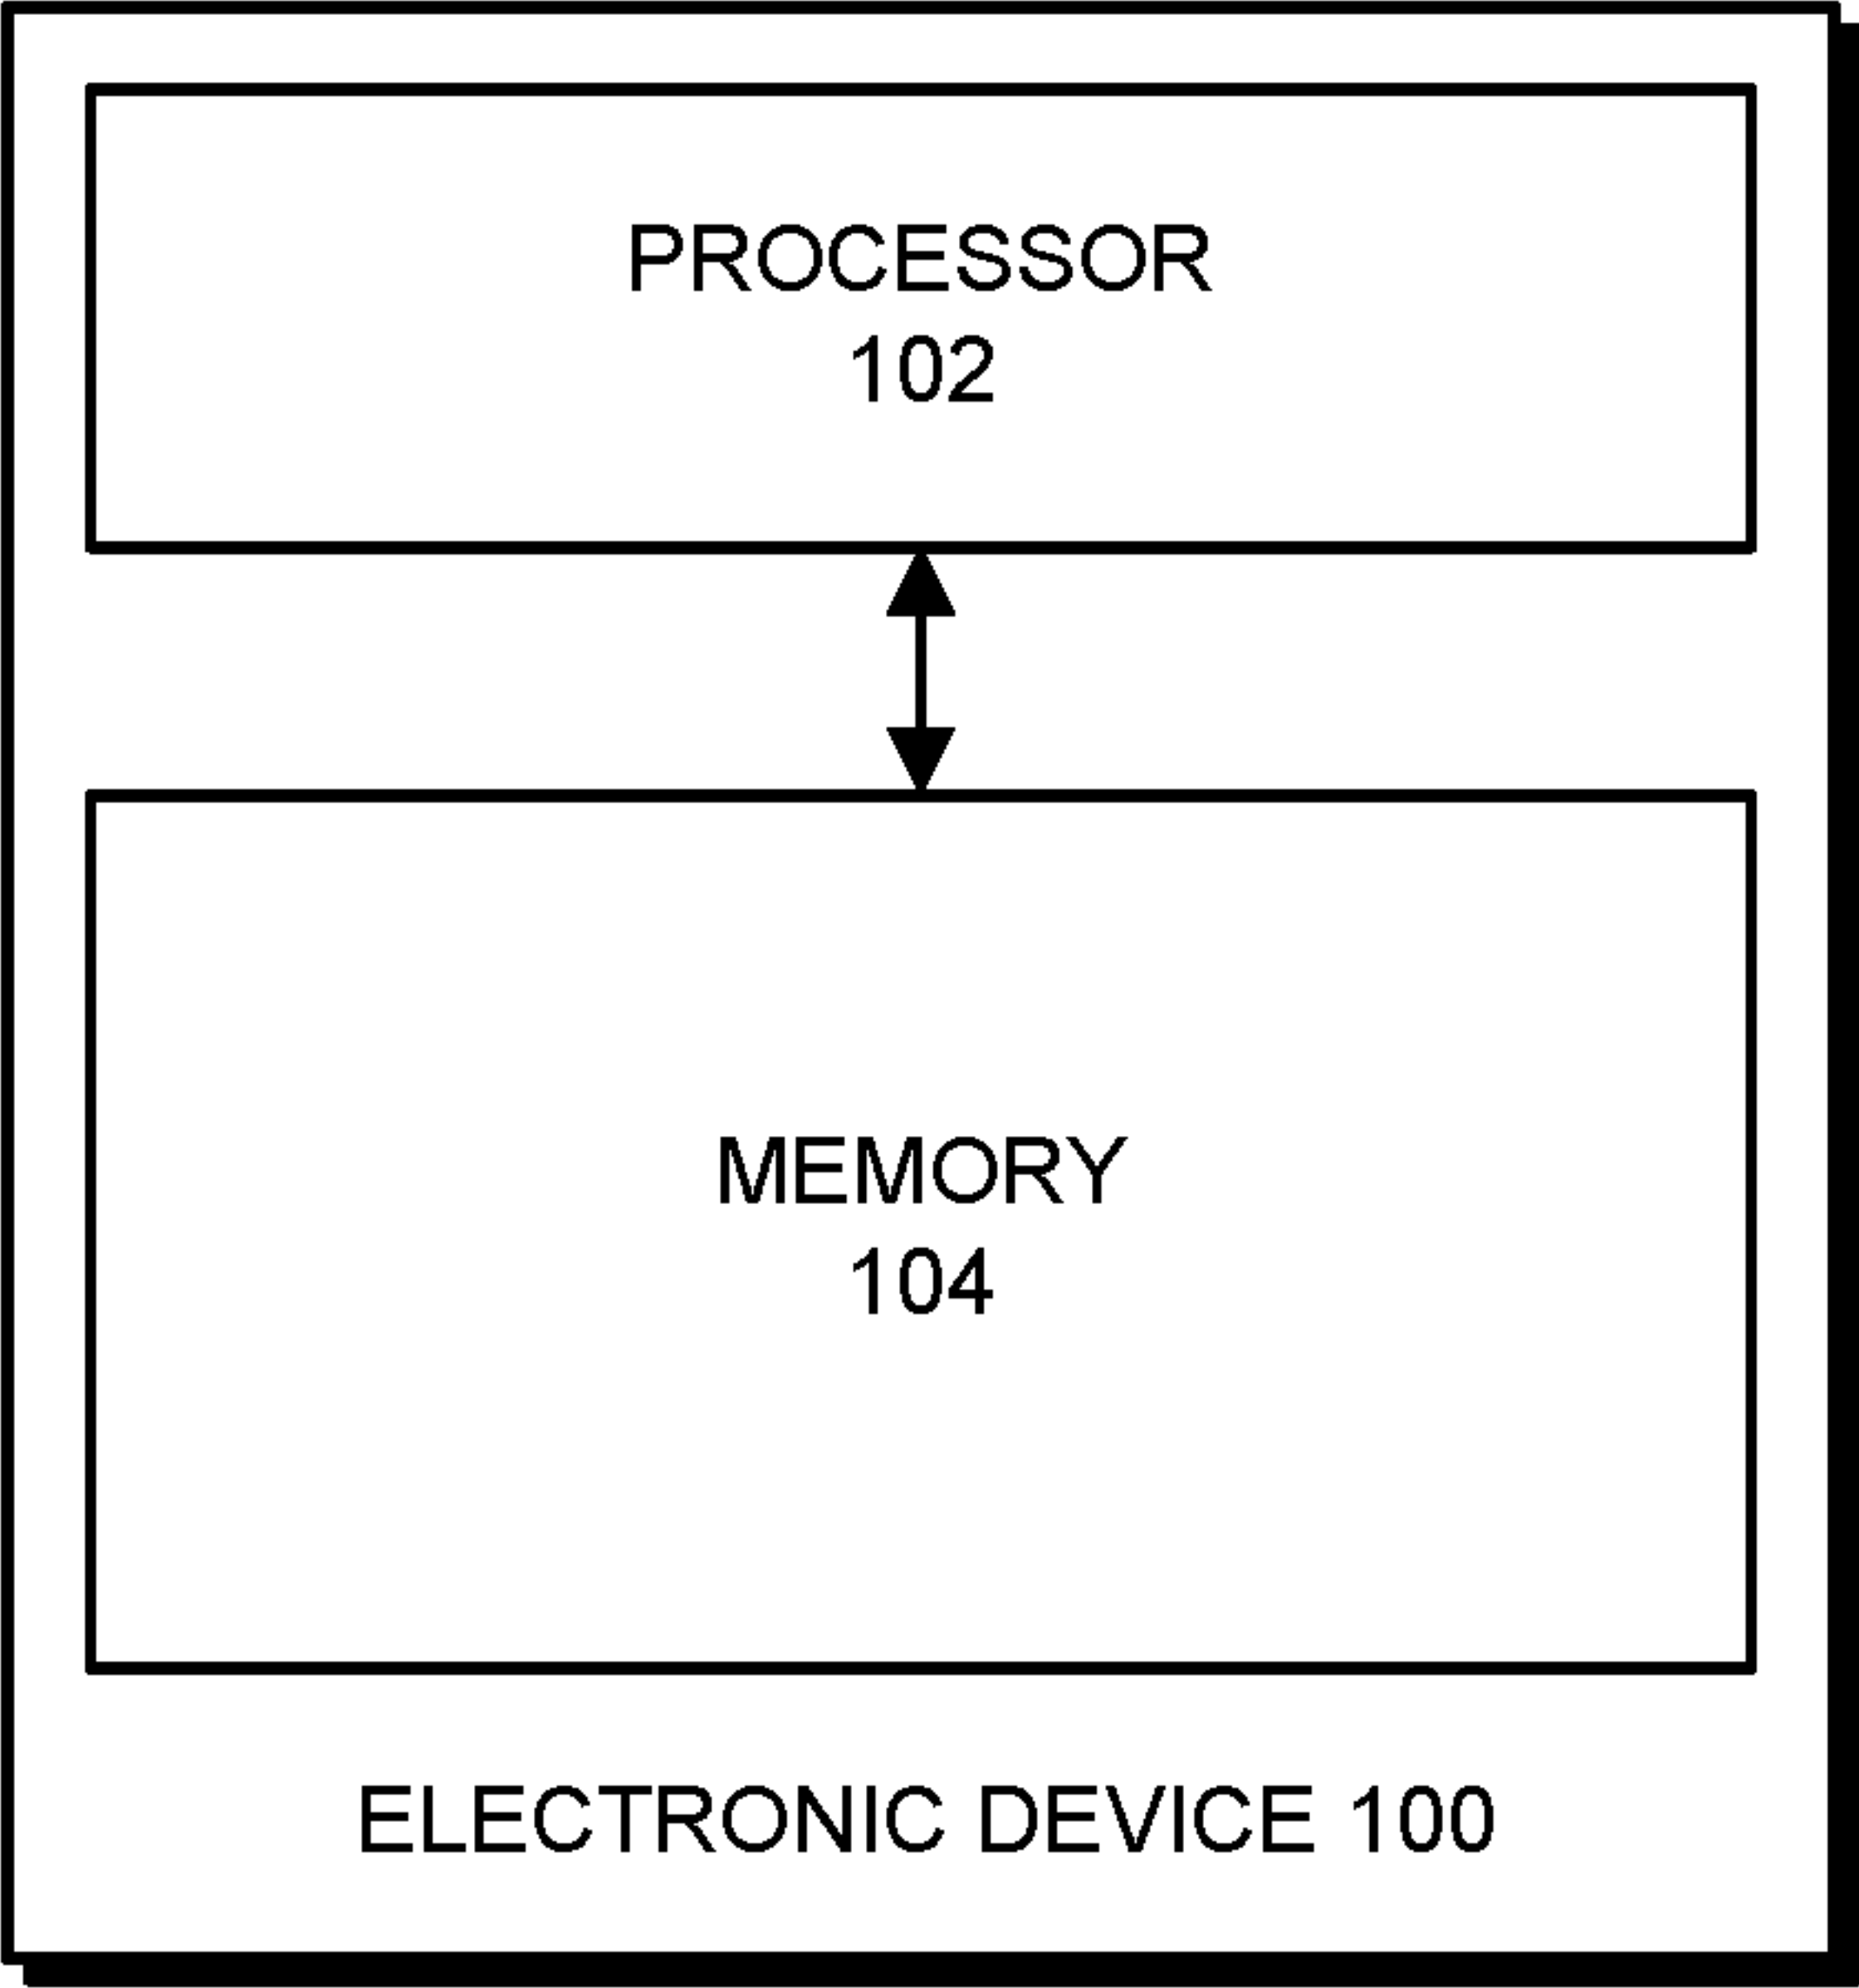 PROCESSOR
102
MEMORY
104
ELECTRONIC DEVICE 100